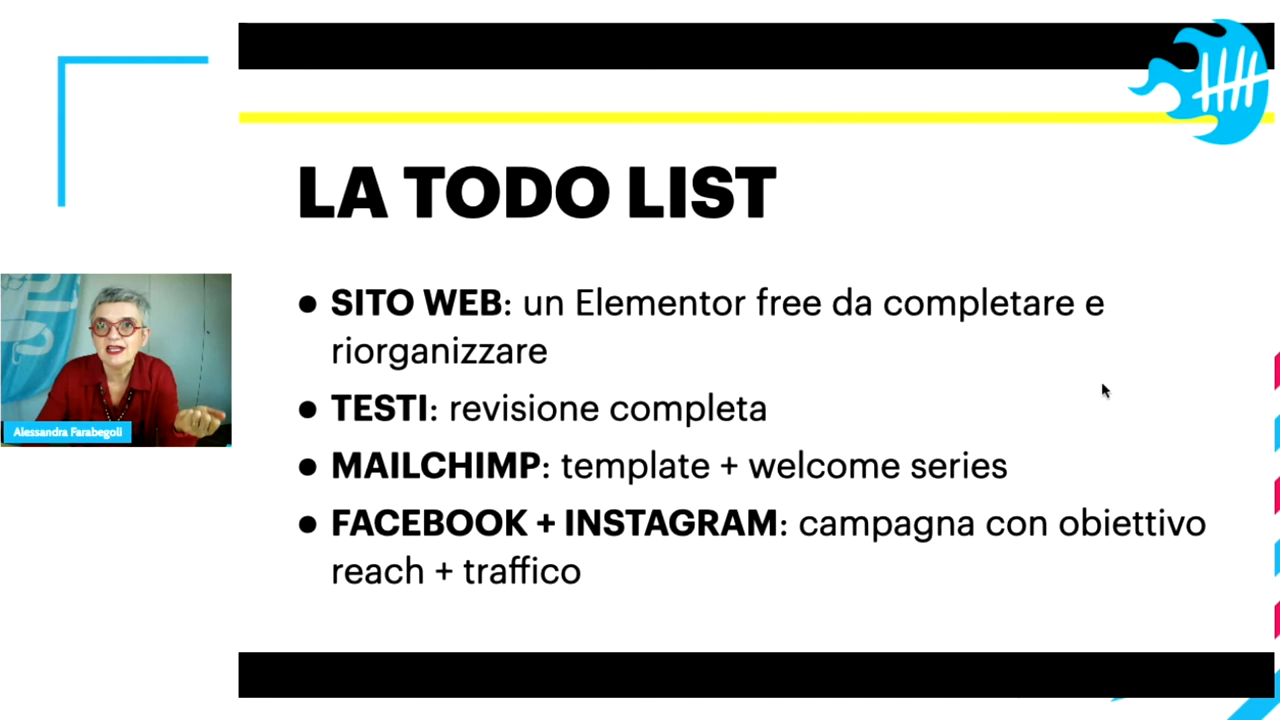 LA TODO LIST
● SITO WEB: un Elementor free da completare e
riorganizzare
● TESTI: revisione completa
● MAILCHIMP: template + welcome series
● FACEBOOK + INSTAGRAM: campagna con obiettivo
reach + traffico
Alessandra Farabegoli